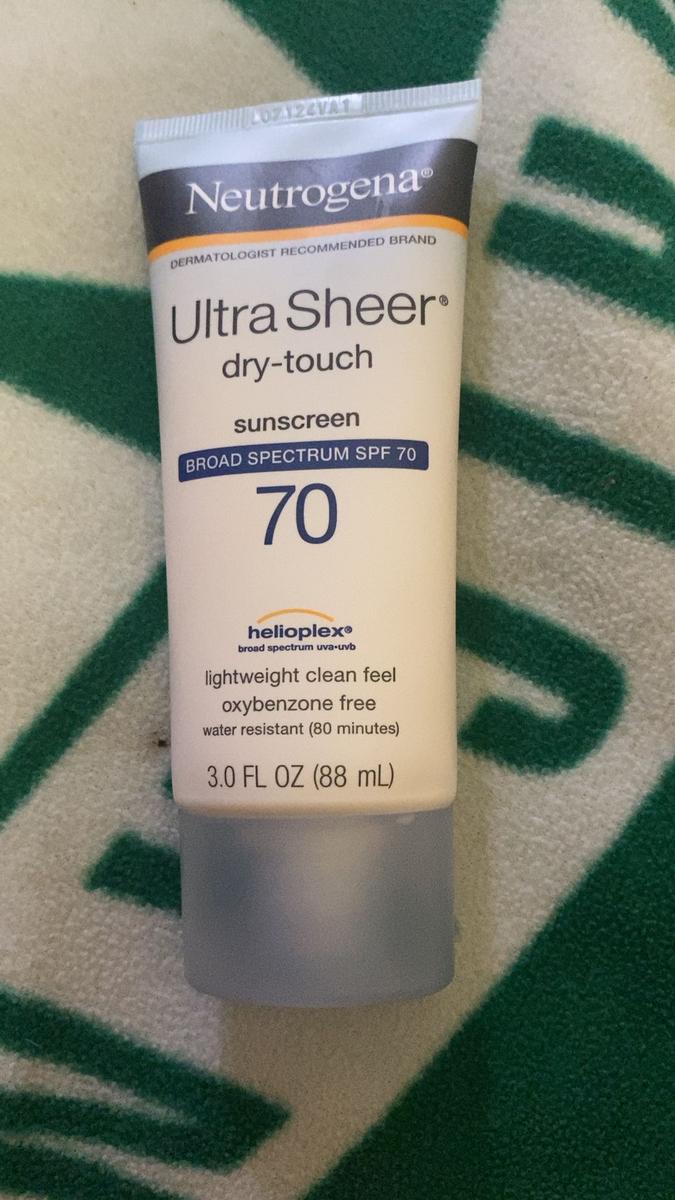 L07124VA1
Neutrogena®
DERMATOLOGIST RECOMMENDED BRAND
Ultra Sheer®
dry-touch
sunscreen
BROAD SPECTRUM SPF 70
70
helioplex®
broad spectrum uva•uvb
lightweight clean feel
oxybenzone free
water resistant (80 minutes)
3.0 FL OZ (88 mL)